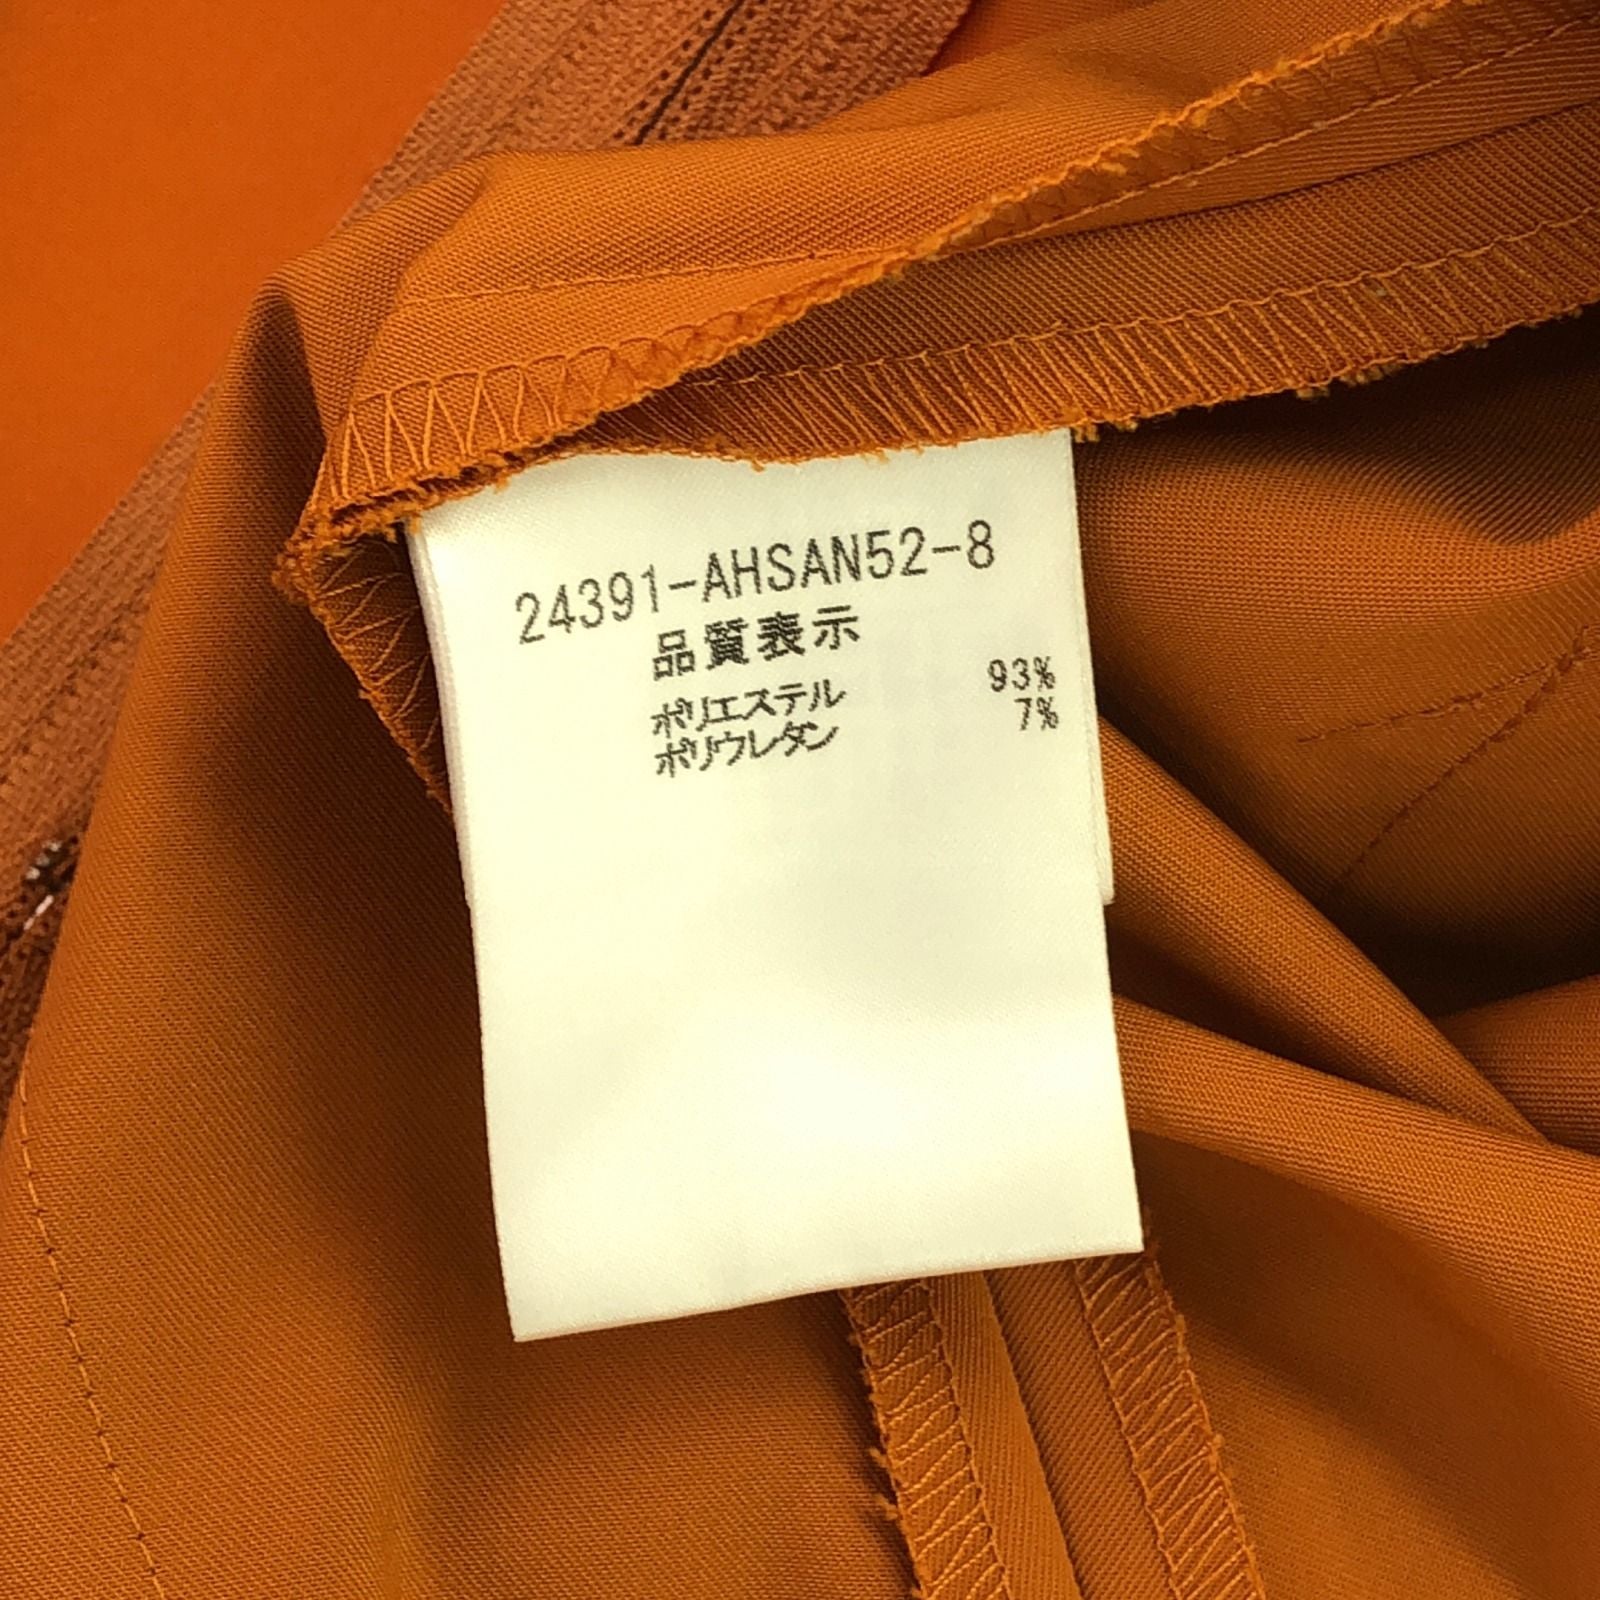 24391-AHSAN52-8
品質表示
ポリエステル 93%
ポリウレタン 7%